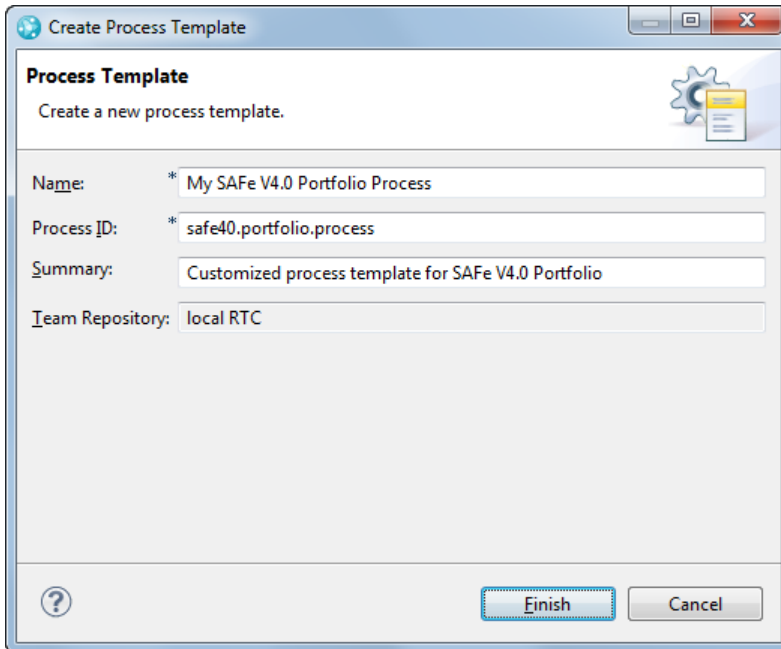 Create Process Template
Process Template
Create a new process template.
Name: * My SAFe V4.0 Portfolio Process
Process ID: * safe40.portfolio.process
Summary: Customized process template for SAFe V4.0 Portfolio
Team Repository: local RTC
? Finish Cancel